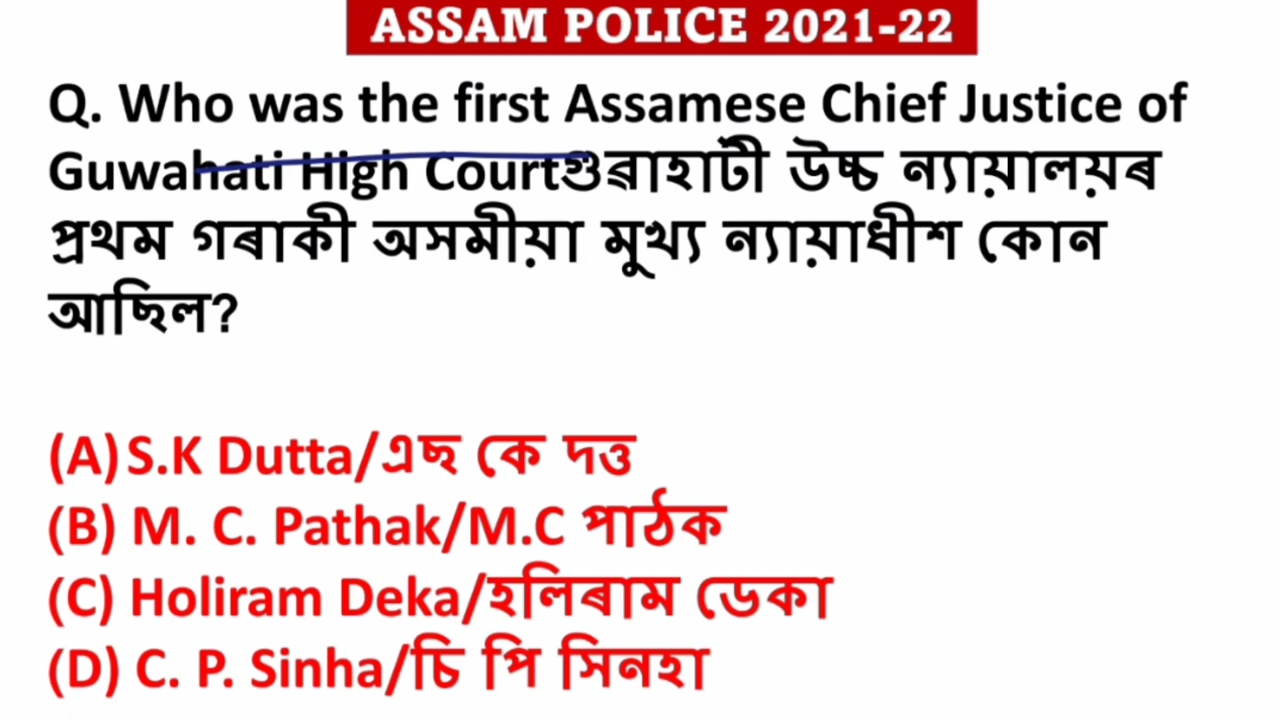 ASSAM POLICE 2021-22
Q. Who was the first Assamese Chief Justice of
Guwahati High Courtগুৱাহাটী উচ্চ ন্যায়ালয়ৰ
প্ৰথম গৰাকী অসমীয়া মুখ্য ন্যায়াধীশ কোন
আছিল?
(A) S.K Dutta/এছ কে দত্ত
(B) M. C. Pathak/M.C পাঠক
(C) Holiram Deka/হলিৰাম ডেকা
(D) C. P. Sinha/চি পি সিনহা